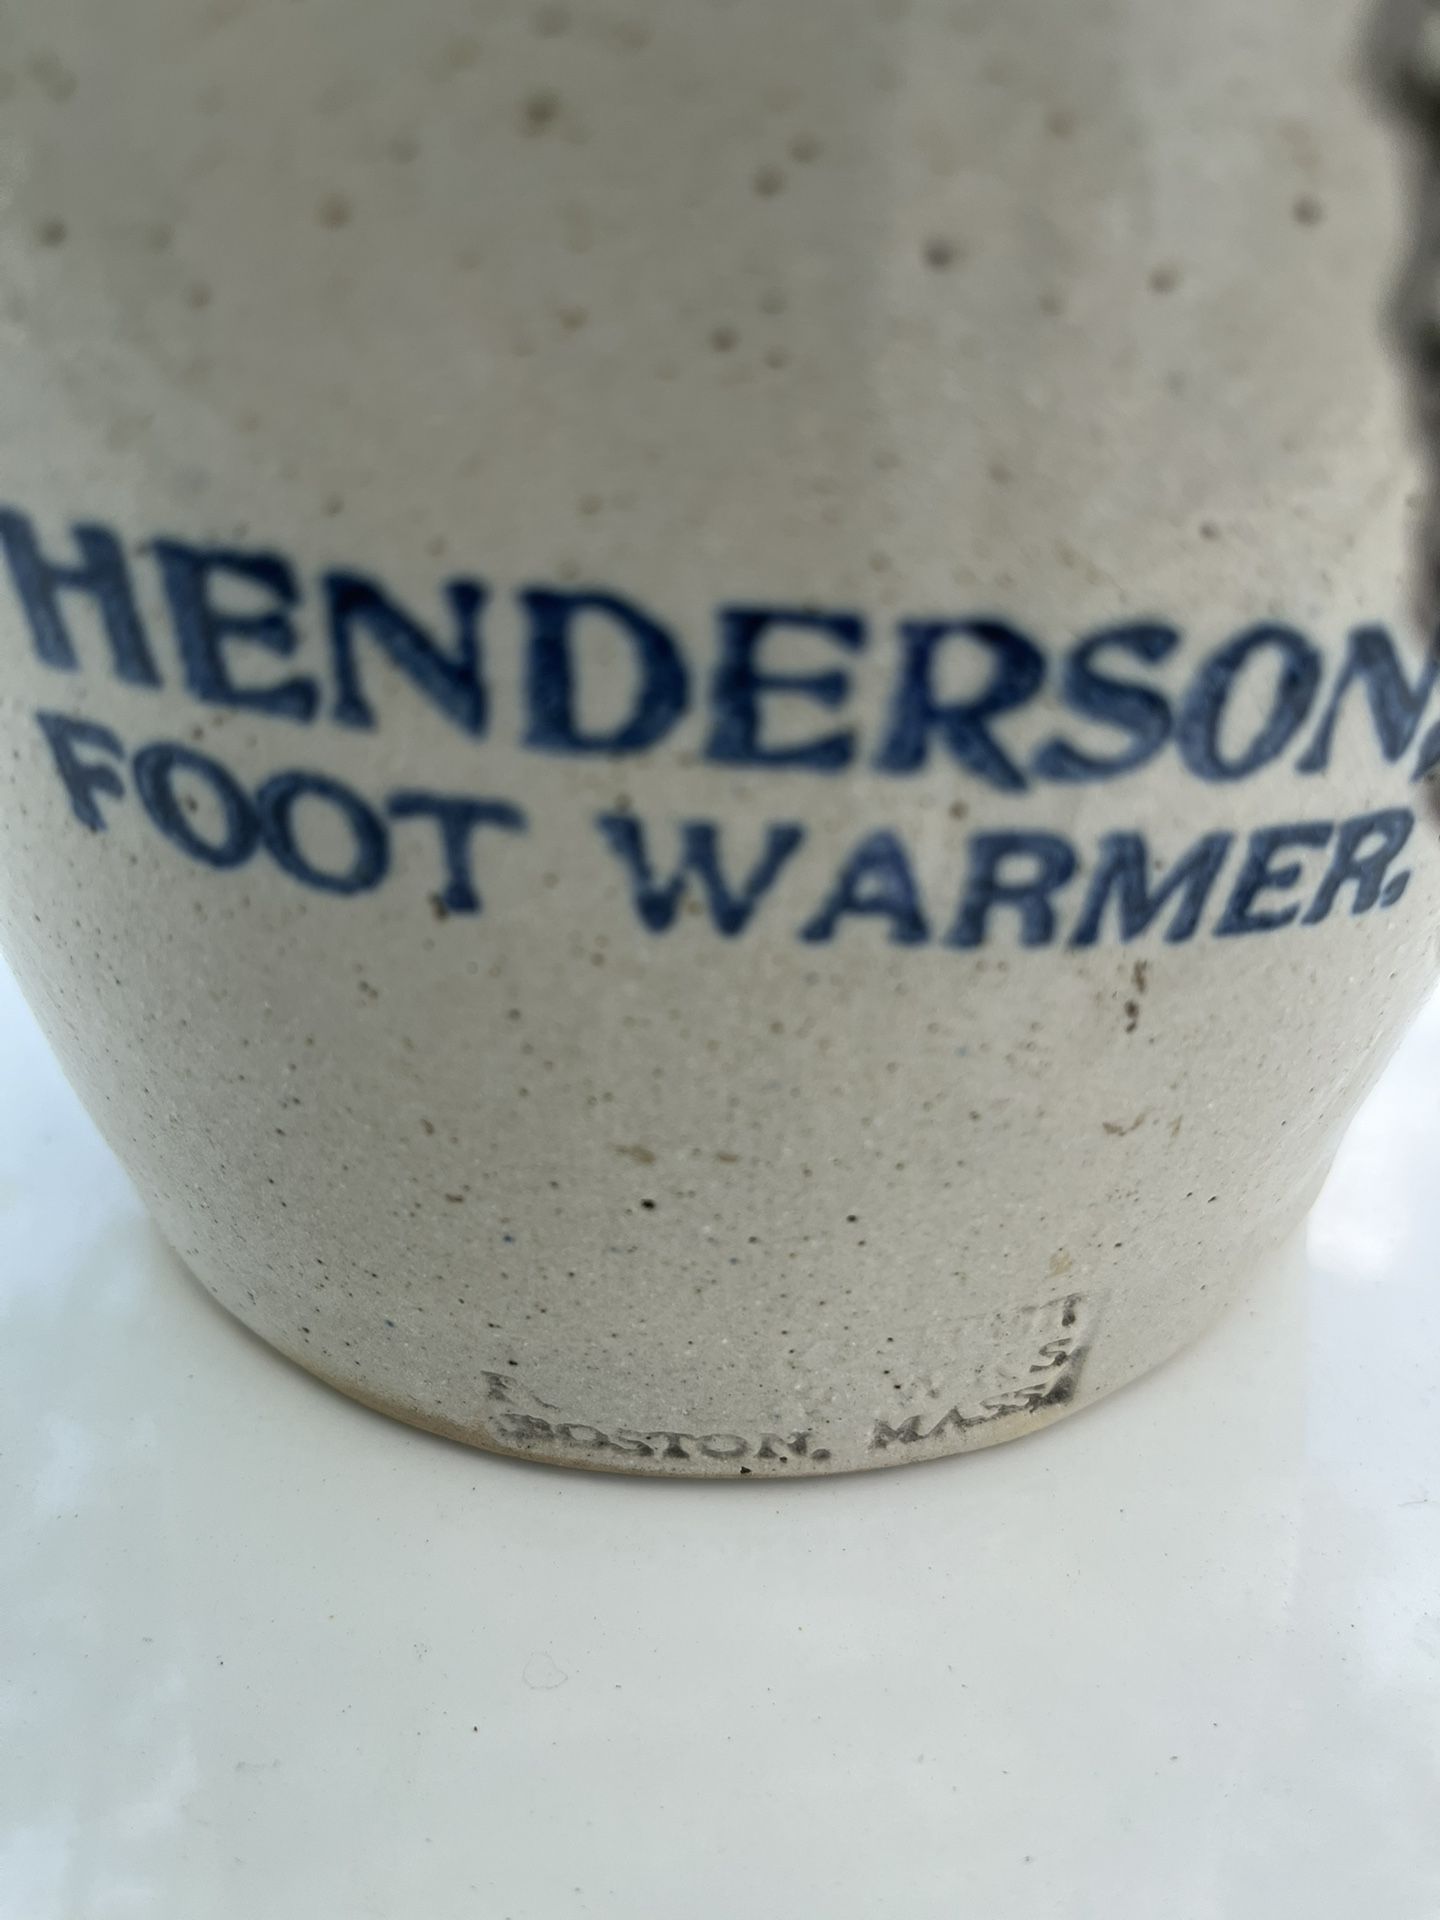 HENDERSON,
FOOT WARMER.
BOSTON, MASS.